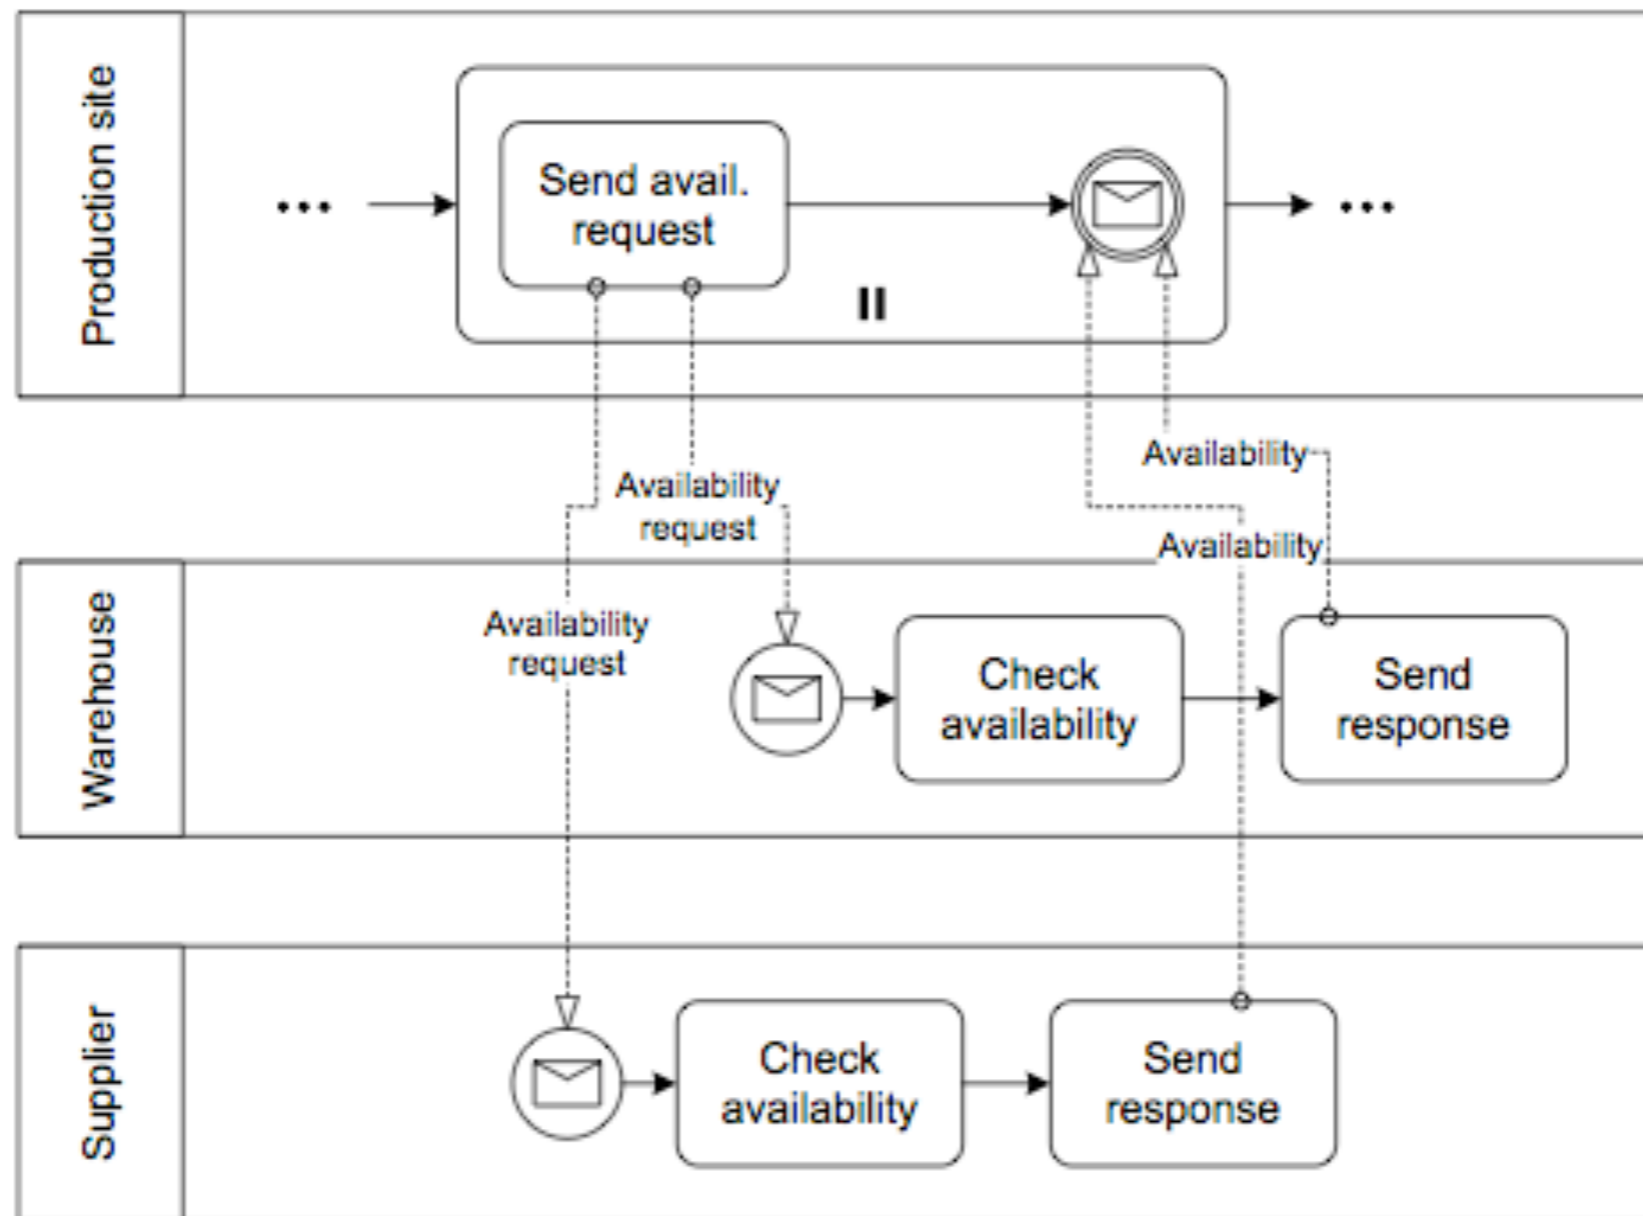 Production site
...
Send avail.
request
...
Availability
Availability
request
Availability
Warehouse
Availability
request
Check
availability
Send
response
Supplier
Check
availability
Send
response